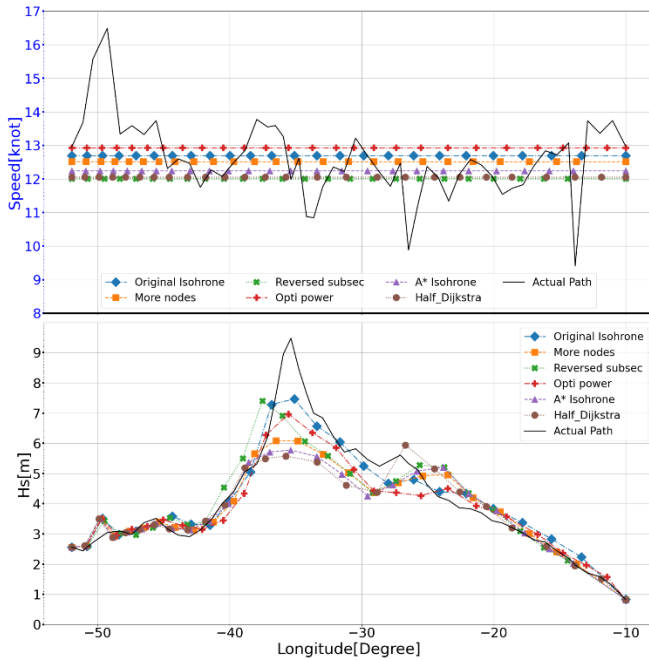 17
16
15
14
13
12
11
10
9
8
Speed[knot]
Original Isohrone
Reversed subsec
A* Isohrone
Actual Path
More nodes
Opti power
Half_Dijkstra
9
8
7
6
5
4
3
2
1
0
Hs[m]
Original Isohrone
More nodes
Reversed subsec
Opti power
A* Isohrone
Half_Dijkstra
Actual Path
−50 −40 −30 −20 −10
Longitude[Degree]